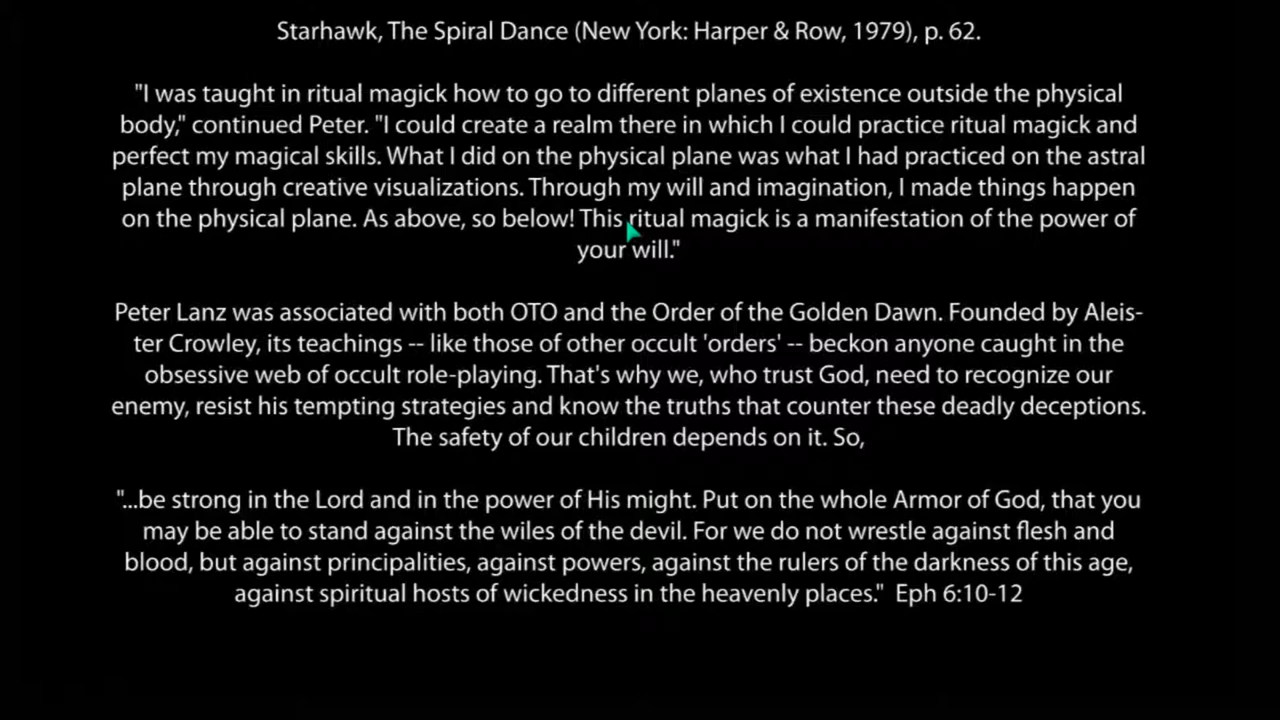 Starhawk, The Spiral Dance (New York: Harper & Row, 1979), p. 62.
"I was taught in ritual magick how to go to different planes of existence outside the physical
body," continued Peter. "I could create a realm there in which I could practice ritual magick and
perfect my magical skills. What I did on the physical plane was what I had practiced on the astral
plane through creative visualizations. Through my will and imagination, I made things happen
on the physical plane. As above, so below! This ritual magick is a manifestation of the power of
your will."
Peter Lanz was associated with both OTO and the Order of the Golden Dawn. Founded by Aleis-
ter Crowley, its teachings -- like those of other occult 'orders' -- beckon anyone caught in the
obsessive web of occult role-playing. That's why we, who trust God, need to recognize our
enemy, resist his tempting strategies and know the truths that counter these deadly deceptions.
The safety of our children depends on it. So,
"...be strong in the Lord and in the power of His might. Put on the whole Armor of God, that you
may be able to stand against the wiles of the devil. For we do not wrestle against flesh and
blood, but against principalities, against powers, against the rulers of the darkness of this age,
against spiritual hosts of wickedness in the heavenly places."  Eph 6:10-12